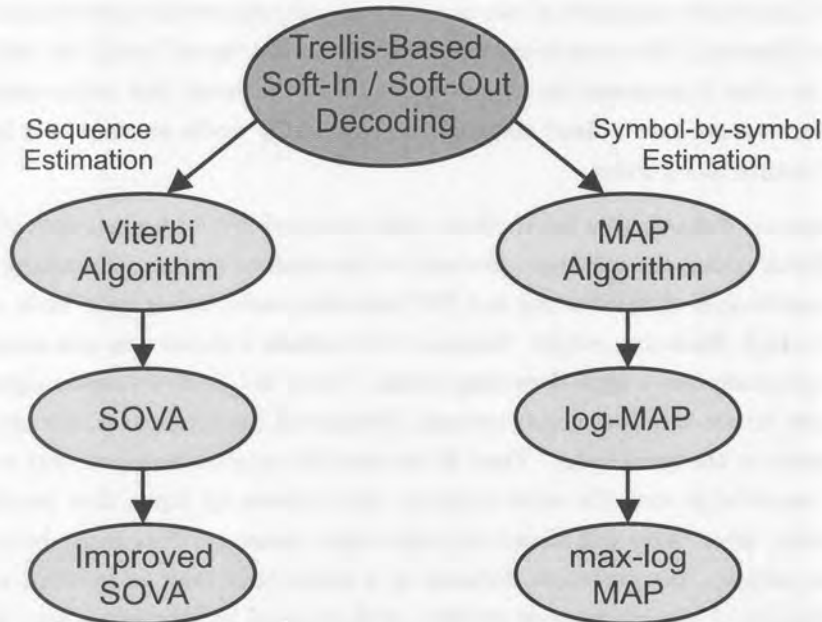 Trellis-Based
Soft-In / Soft-Out
Decoding
Sequence
Estimation
Symbol-by-symbol
Estimation
Viterbi
Algorithm
MAP
Algorithm
SOVA
log-MAP
Improved
SOVA
max-log
MAP